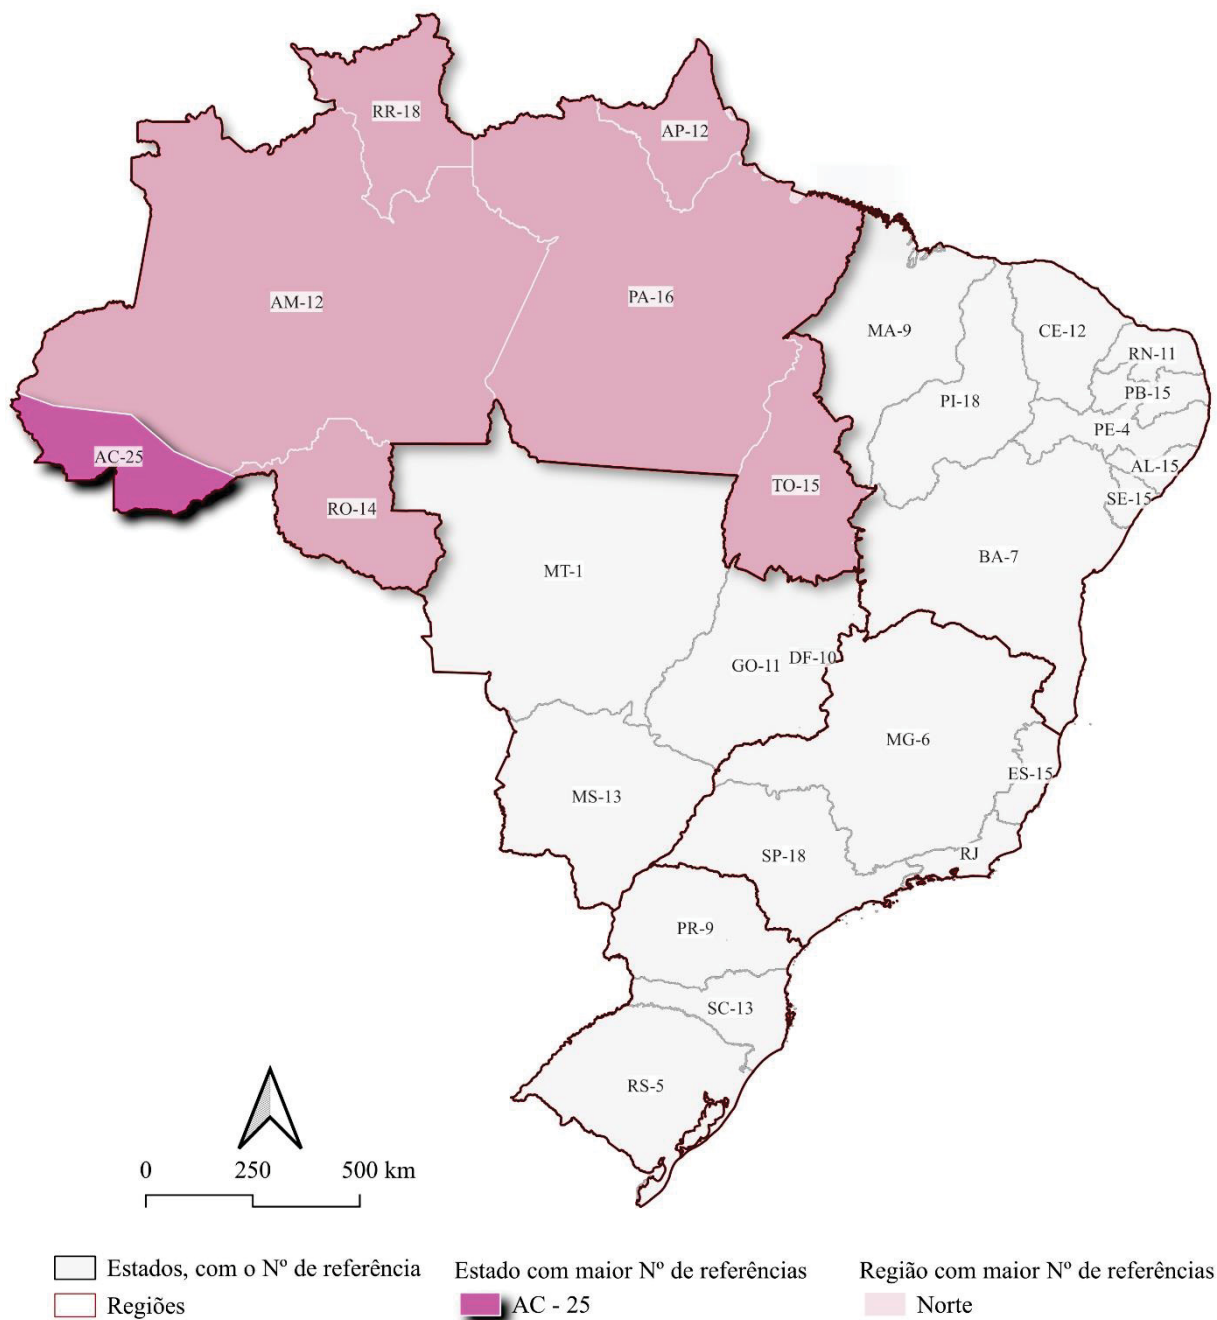 RR-18
AP-12
AM-12
PA-16
MA-9
CE-12
RN-11
PB-15
PI-18
PE-4
AC-25
AL-15
TO-15
SE-15
RO-14
BA-7
MT-1
DF-10
GO-11
MG-6
ES-15
MS-13
SP-18
RJ
PR-9
SC-13
RS-5
0 250 500 km
Estados, com o Nº de referência
Regiões
Estado com maior Nº de referências
AC - 25
Região com maior Nº de referências
Norte